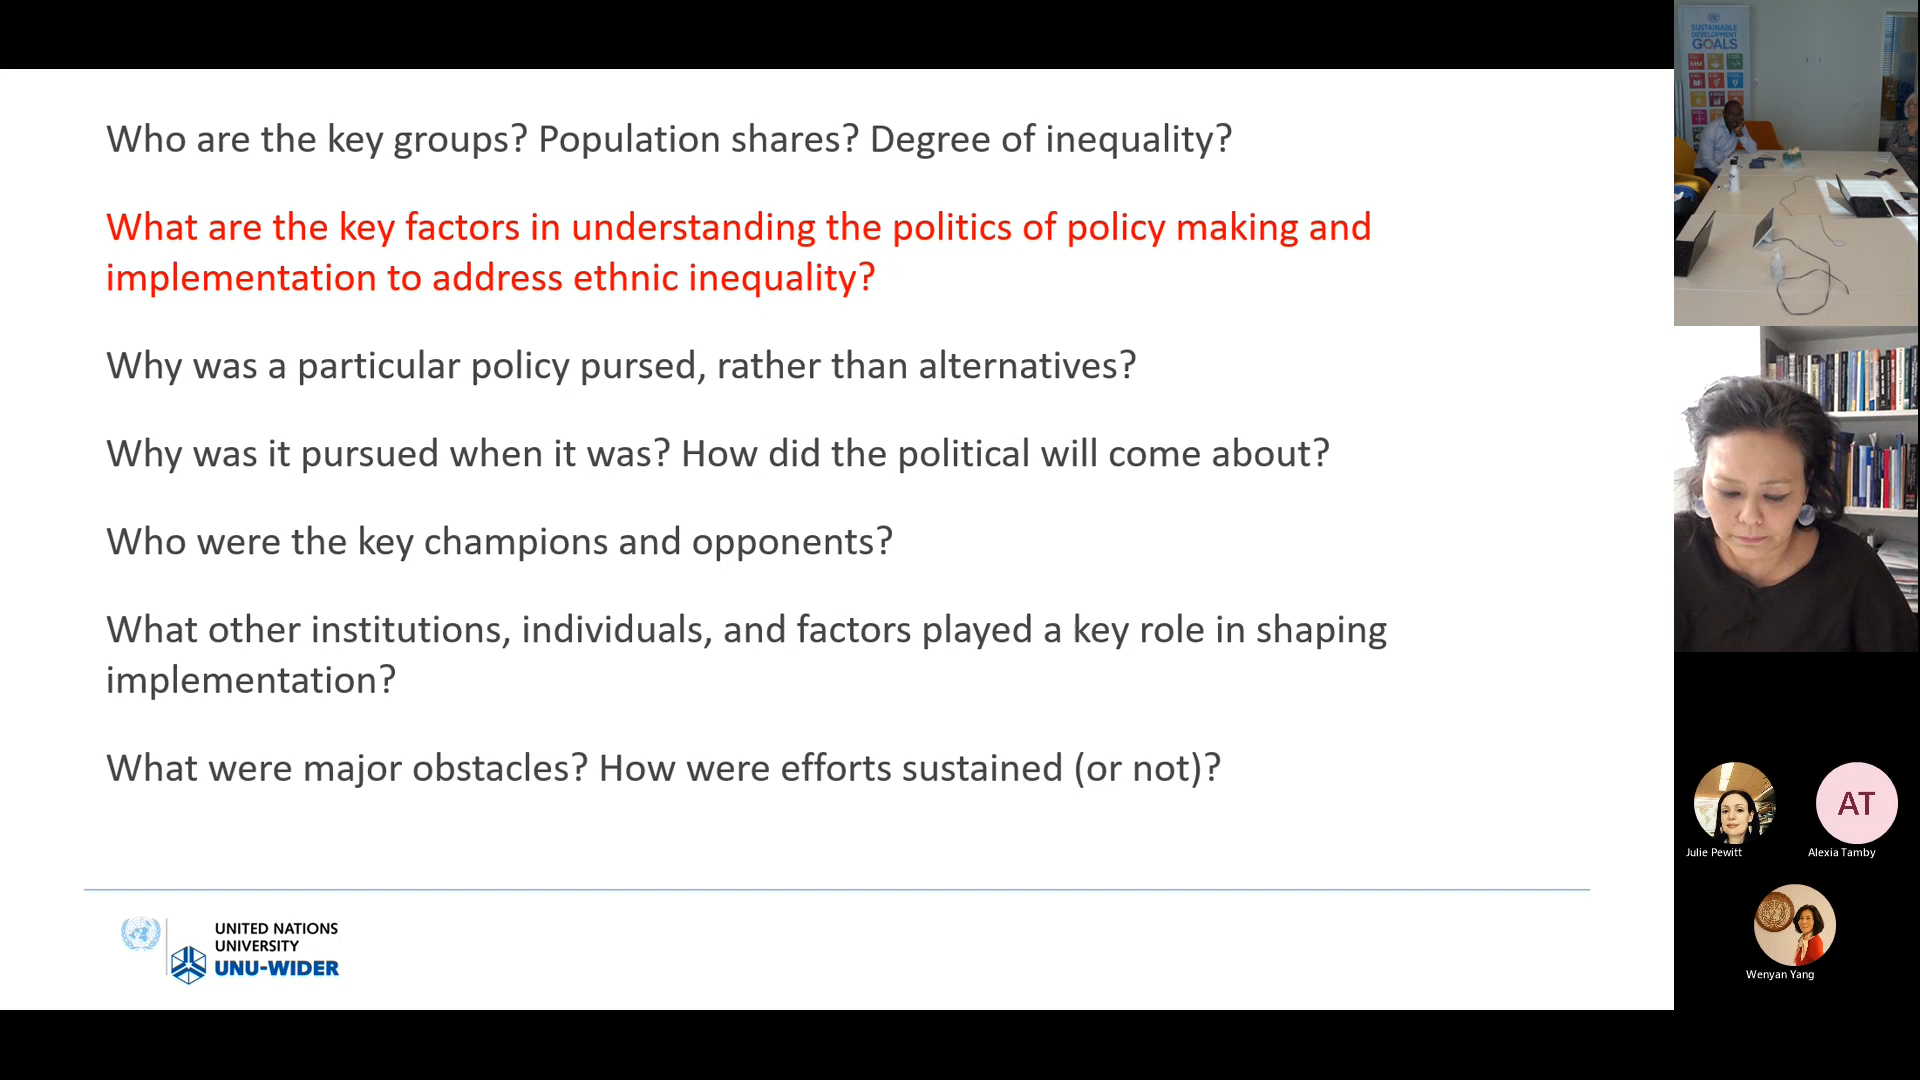 Who are the key groups? Population shares? Degree of inequality?
What are the key factors in understanding the politics of policy making and
implementation to address ethnic inequality?
Why was a particular policy pursed, rather than alternatives?
Why was it pursued when it was? How did the political will come about?
Who were the key champions and opponents?
What other institutions, individuals, and factors played a key role in shaping
implementation?
What were major obstacles? How were efforts sustained (or not)?
UNITED NATIONS
UNIVERSITY
UNU-WIDER
SUSTAINABLE
DEVELOPMENT
GOALS
AT
Julie Pewitt
Alexia Tamby
Wenyan Yang